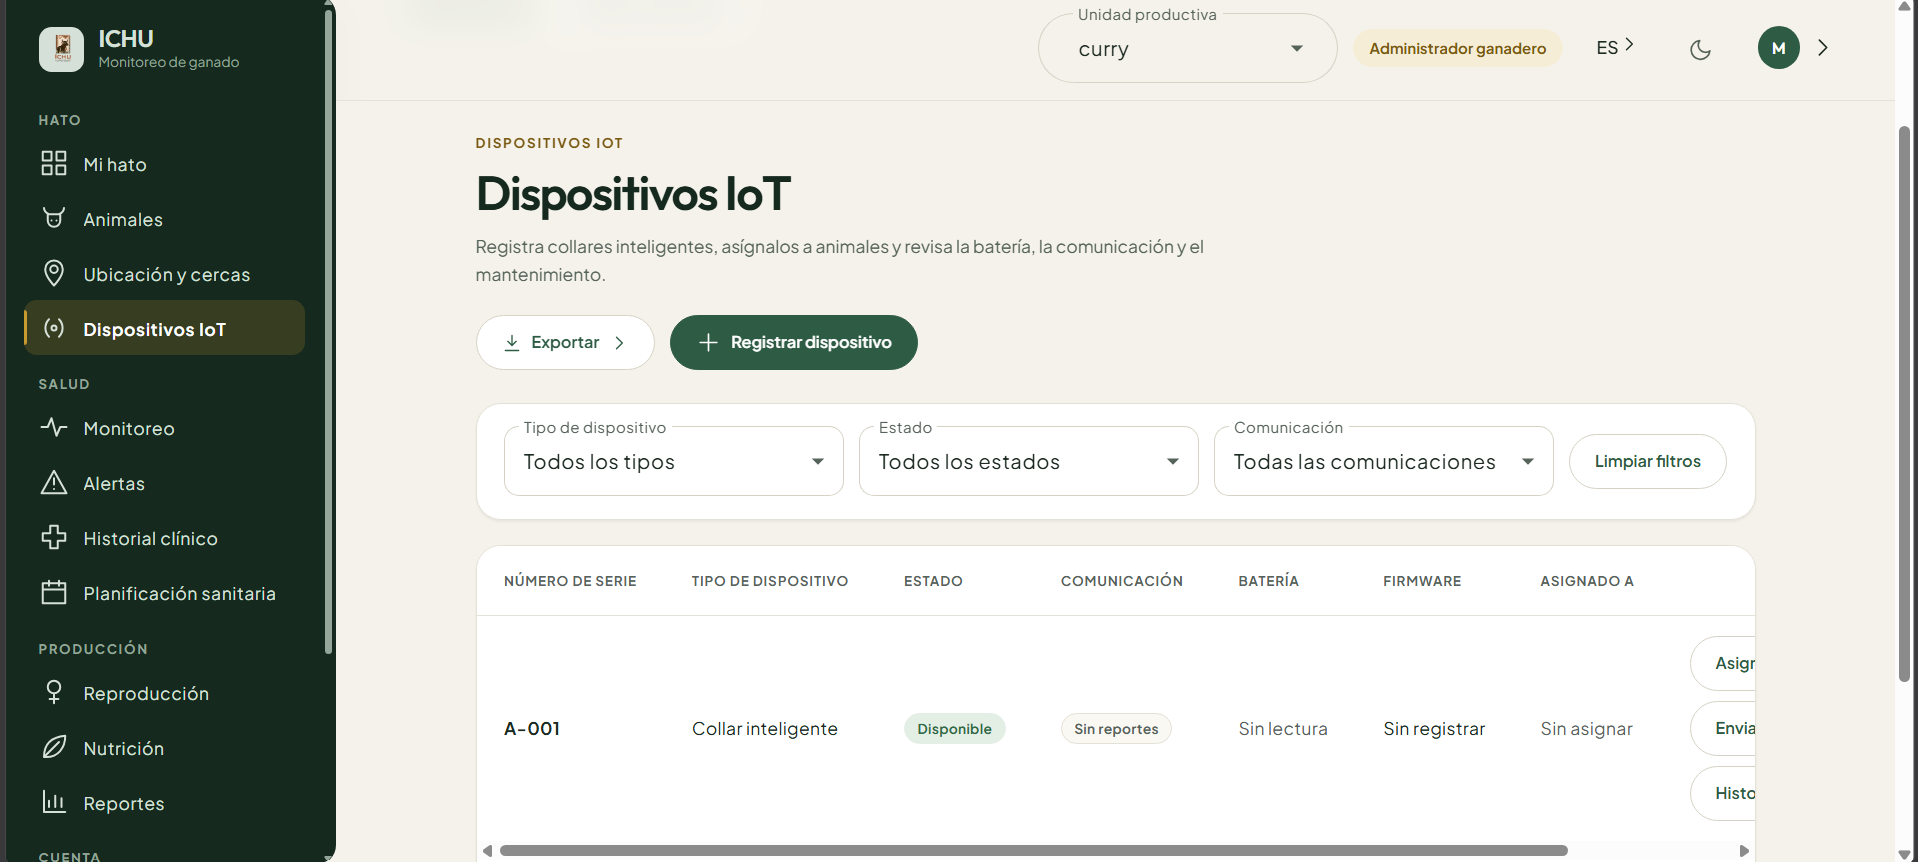 ICHU
Monitoreo de ganado
HATO
Mi hato
Animales
Ubicación y cercas
Dispositivos IoT
SALUD
Monitoreo
Alertas
Historial clínico
Planificación sanitaria
PRODUCCIÓN
Reproducción
Nutrición
Reportes
CUENTA
Unidad productiva
curry
Administrador ganadero
ES
M
DISPOSITIVOS IOT
Dispositivos IoT
Registra collares inteligentes, asígnalos a animales y revisa la batería, la comunicación y el
mantenimiento.
Exportar
Registrar dispositivo
Tipo de dispositivo
Todos los tipos
Estado
Todos los estados
Comunicación
Todas las comunicaciones
Limpiar filtros
NÚMERO DE SERIE TIPO DE DISPOSITIVO ESTADO COMUNICACIÓN BATERÍA FIRMWARE ASIGNADO A
A-001 Collar inteligente Disponible Sin reportes Sin lectura Sin registrar Sin asignar
Asigr
Envia
Histo